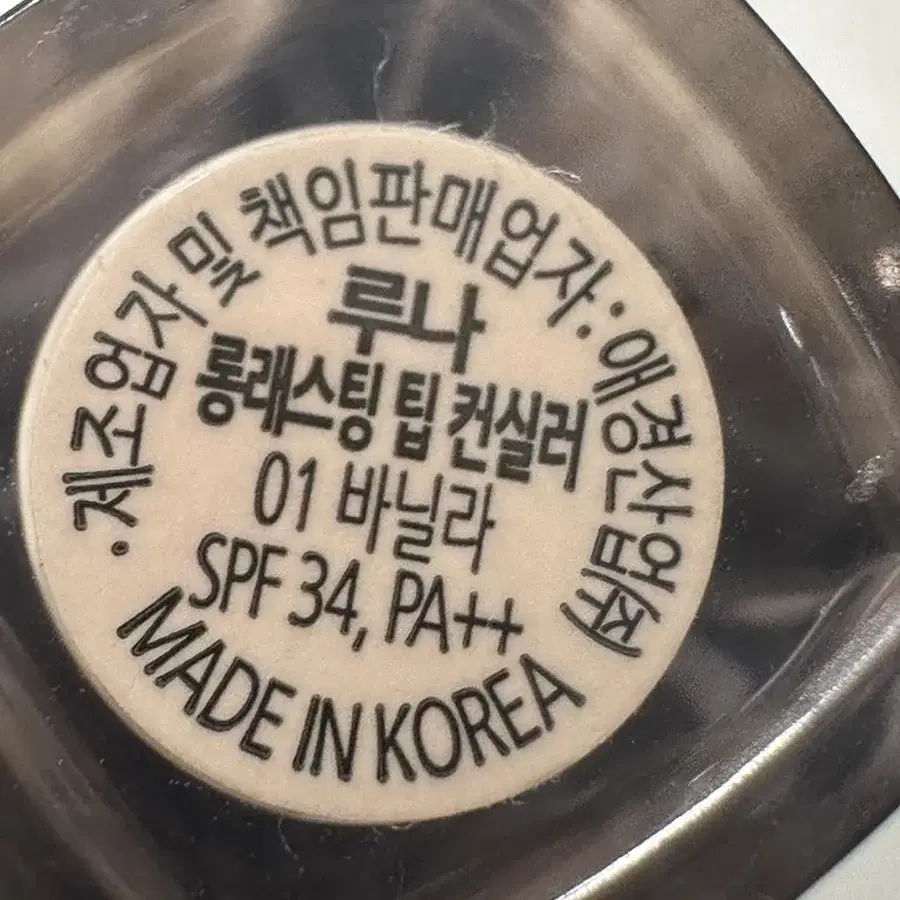 · 제조업자 및 책임판매업자: 애경산업(주)
루나
롱래스팅 팁 컨실러
01 바닐라
SPF 34, PA++
MADE IN KOREA